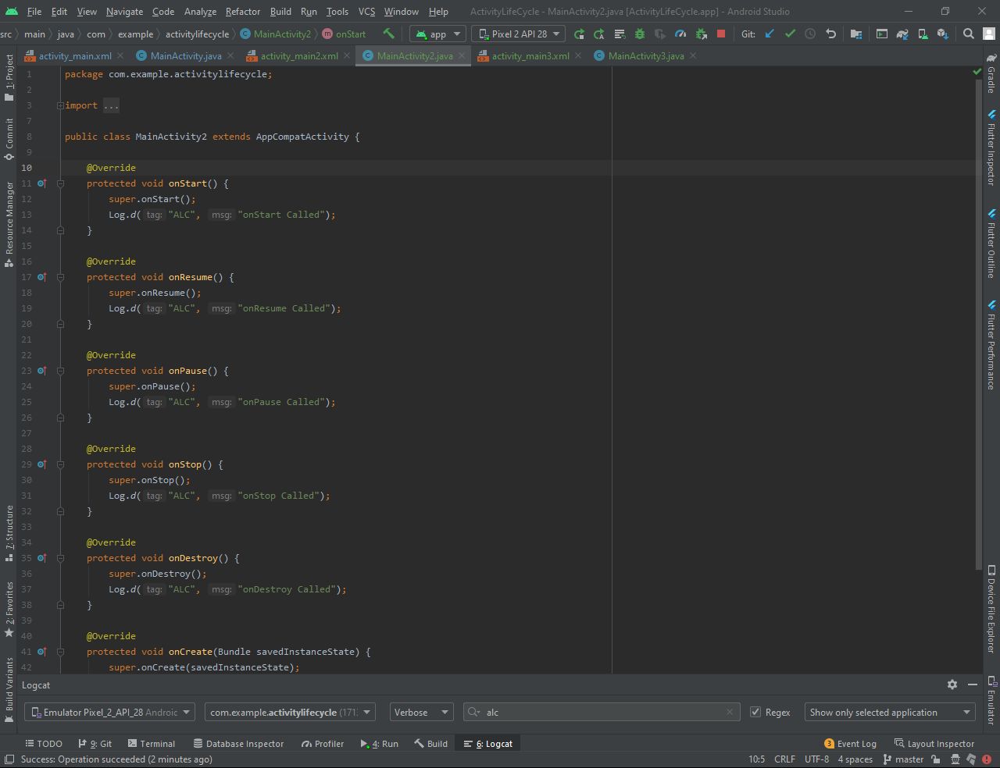 File Edit View Navigate Code Analyze Refactor Build Run Tools VCS Window Help ActivityLifeCycle - MainActivity2.java [ActivityLifeCycle.app] - Android Studio
src main java com example activitylifecycle MainActivity2 onStart app Pixel 2 API 28 Git:
activity_main.xml MainActivity.java activity_main2.xml MainActivity2.java activity_main3.xml MainActivity3.java
1: Project
Commit
Resource Manager
7: Structure
2: Favorites
Build Variants
1 package com.example.activitylifecycle;
2
3 import ...
7
8 public class MainActivity2 extends AppCompatActivity {
9
10 @Override
11 protected void onStart() {
12 super.onStart();
13 Log.d( tag: "ALC", msg: "onStart Called");
14 }
15
16 @Override
17 protected void onResume() {
18 super.onResume();
19 Log.d( tag: "ALC", msg: "onResume Called");
20 }
21
22 @Override
23 protected void onPause() {
24 super.onPause();
25 Log.d( tag: "ALC", msg: "onPause Called");
26 }
27
28 @Override
29 protected void onStop() {
30 super.onStop();
31 Log.d( tag: "ALC", msg: "onStop Called");
32 }
33
34 @Override
35 protected void onDestroy() {
36 super.onDestroy();
37 Log.d( tag: "ALC", msg: "onDestroy Called");
38 }
39
40 @Override
41 protected void onCreate(Bundle savedInstanceState) {
42 super.onCreate(savedInstanceState);
Gradle
Flutter Inspector
Flutter Outline
Flutter Performance
Device File Explorer
Emulator
Logcat
Emulator Pixel_2_API_28 Androic com.example.activitylifecycle (171 Verbose alc Regex Show only selected application
TODO 9: Git Terminal Database Inspector Profiler 4: Run Build 6: Logcat 3 Event Log Layout Inspector
Success: Operation succeeded (2 minutes ago) 10:5 CRLF UTF-8 4 spaces master